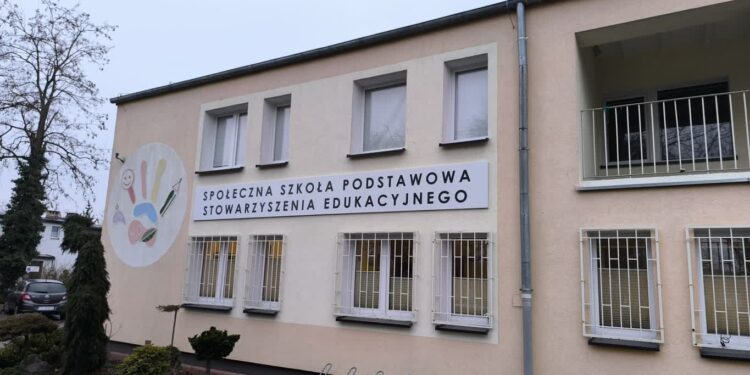 SPOŁECZNA SZKOŁA PODSTAWOWA
STOWARZYSZENIA EDUKACYJNEGO